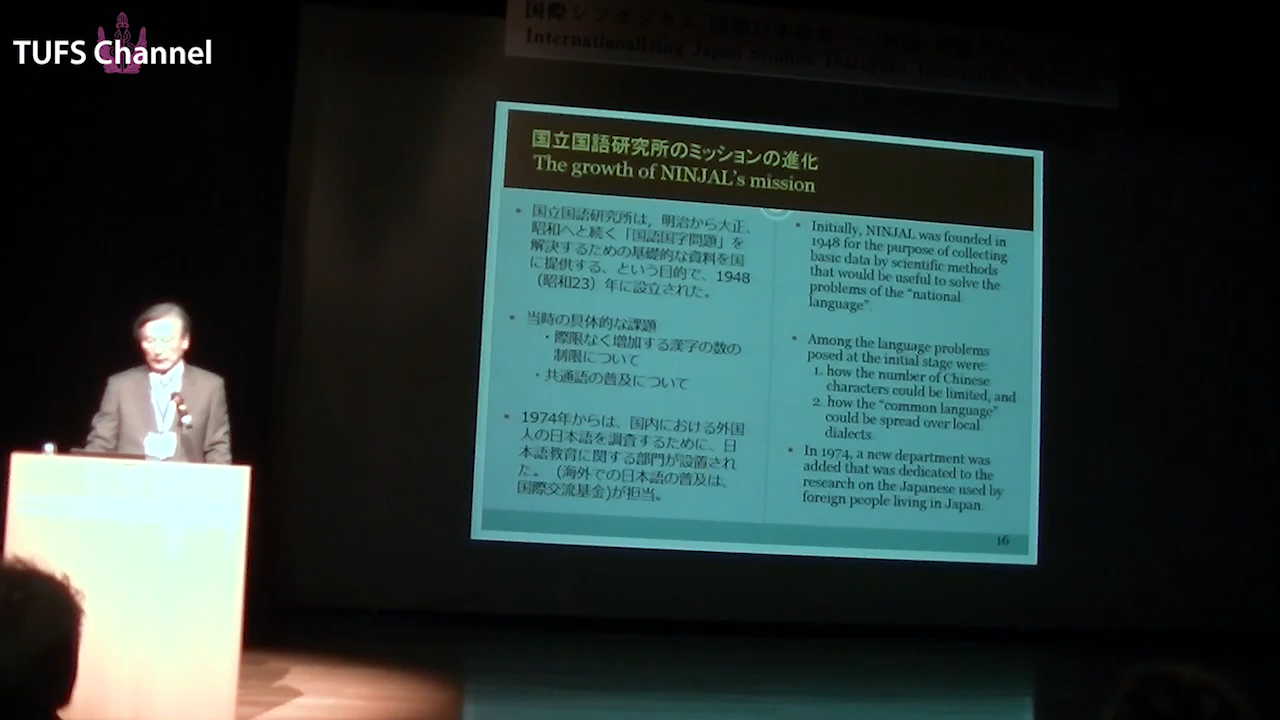 TUFS Channel
国際シンポジウム
Internationalizing Japan Studies: Dialogues, Interactions,
国立国語研究所のミッションの進化
The growth of NINJAL's mission
• 国立国語研究所は，明治から大正、
昭和へと続く「国語国字問題」を
解決するための基礎的な資料を国
に提供する、という目的で、1948
（昭和23）年に設立された。
• 当時の具体的な課題
・際限なく増加する漢字の数の
制限について
・共通語の普及について
• 1974年からは、国内における外国
人の日本語を調査するために、日
本語教育に関する部門が設置され
た。（海外での日本語の普及は、
国際交流基金)が担当。
• Initially, NINJAL was founded in
1948 for the purpose of collecting
basic data by scientific methods
that would be useful to solve the
problems of the "national
language".
• Among the language problems
posed at the initial stage were:
1. how the number of Chinese
characters could be limited, and
2. how the "common language"
could be spread over local
dialects.
• In 1974, a new department was
added that was dedicated to the
research on the Japanese used by
foreign people living in Japan.
16